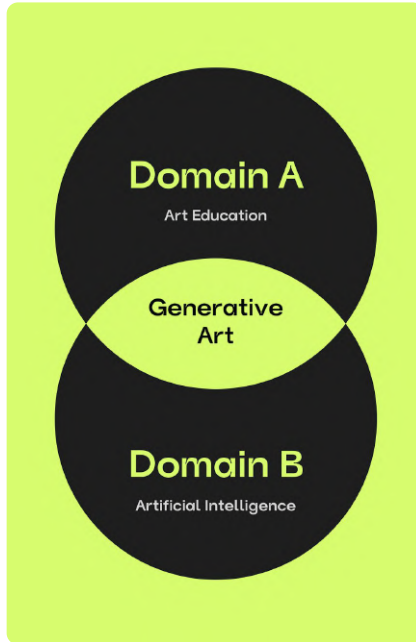 Domain A
Art Education
Generative
Art
Domain B
Artificial Intelligence